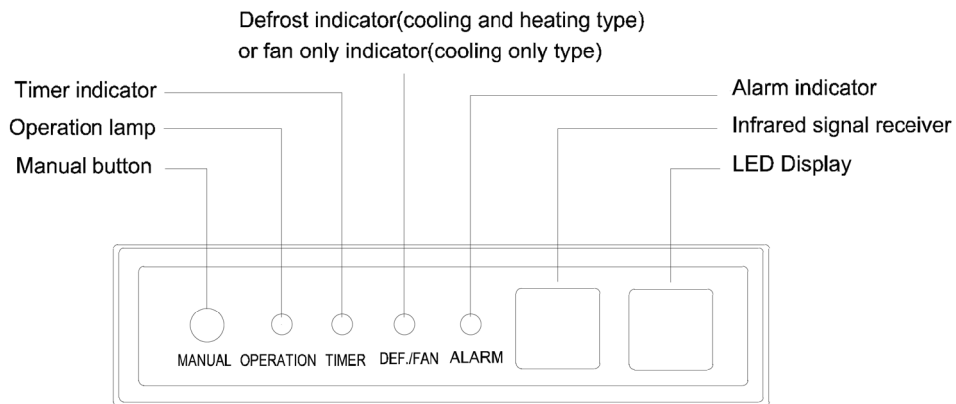 Defrost indicator(cooling and heating type)
or fan only indicator(cooling only type)
Timer indicator
Operation lamp
Manual button
Alarm indicator
Infrared signal receiver
LED Display
MANUAL OPERATION TIMER DEF./FAN ALARM